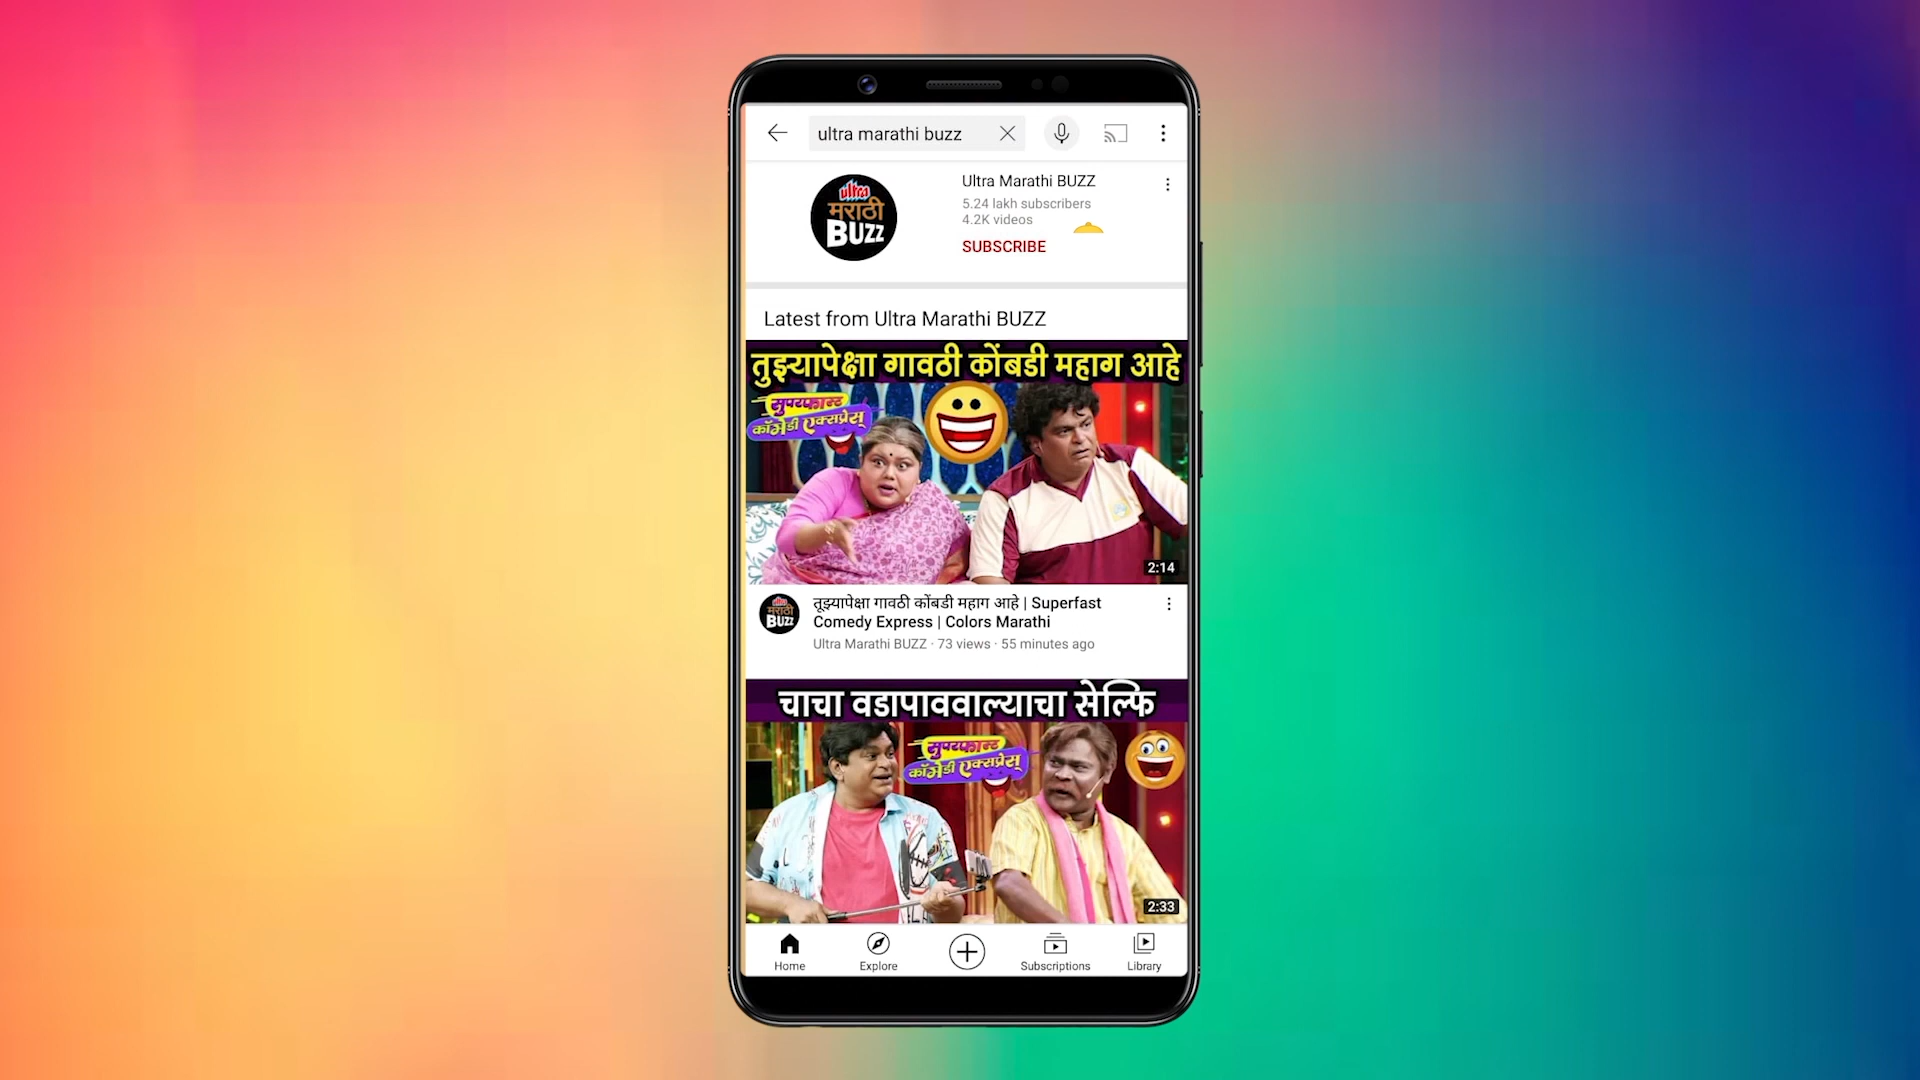 ultra marathi buzz
ultra
मराठी
BUZZ
Ultra Marathi BUZZ
5.24 lakh subscribers
4.2K videos
SUBSCRIBE
Latest from Ultra Marathi BUZZ
तुझ्यापेक्षा गावठी कोंबडी महाग आहे
सुपरफास्ट
कॉमेडी एक्सप्रेस्
2:14
ultra
मराठी
BUZZ
तूझ्यापेक्षा गावठी कोंबडी महाग आहे | Superfast
Comedy Express | Colors Marathi
Ultra Marathi BUZZ · 73 views · 55 minutes ago
चाचा वडापाववाल्याचा सेल्फि
सुपरफास्ट
कॉमेडी एक्सप्रेस्
2:33
Home
Explore
Subscriptions
Library